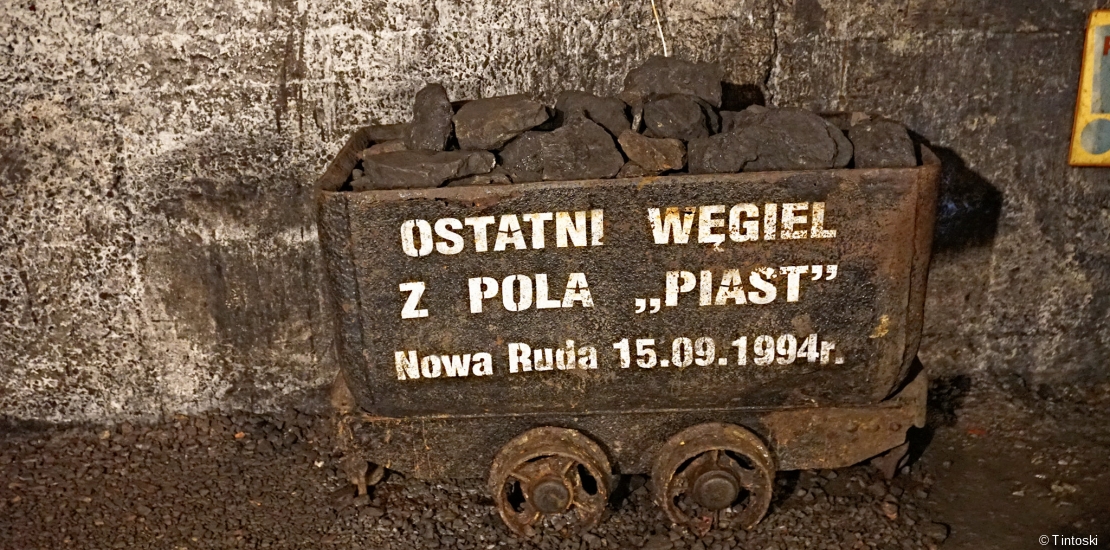 OSTATNI WĘGIEL
Z POLA „PIAST”
Nowa Ruda 15.09.1994r.
© Tintoski